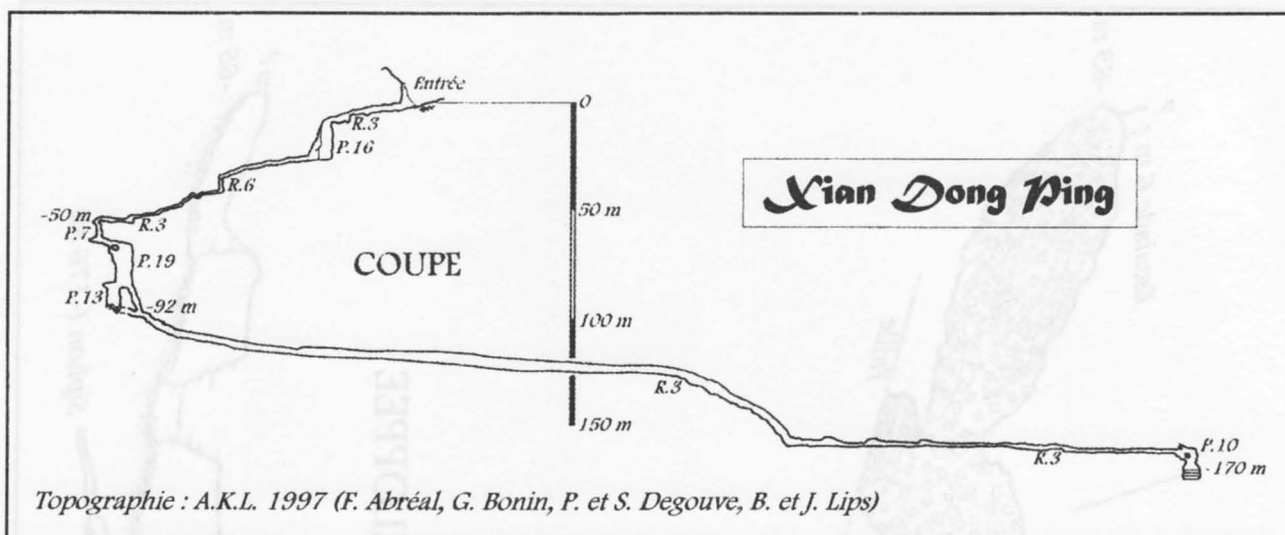 Entrée
0
R.3
P.16
Xian Dong Ping
R.6
-50 m
R.3
50 m
P.7
P.19
COUPE
P.13
-92 m
100 m
R.3
150 m
P.10
R.3
-170 m
Topographie : A.K.L. 1997 (F. Abréal, G. Bonin, P. et S. Degouve, B. et J. Lips)